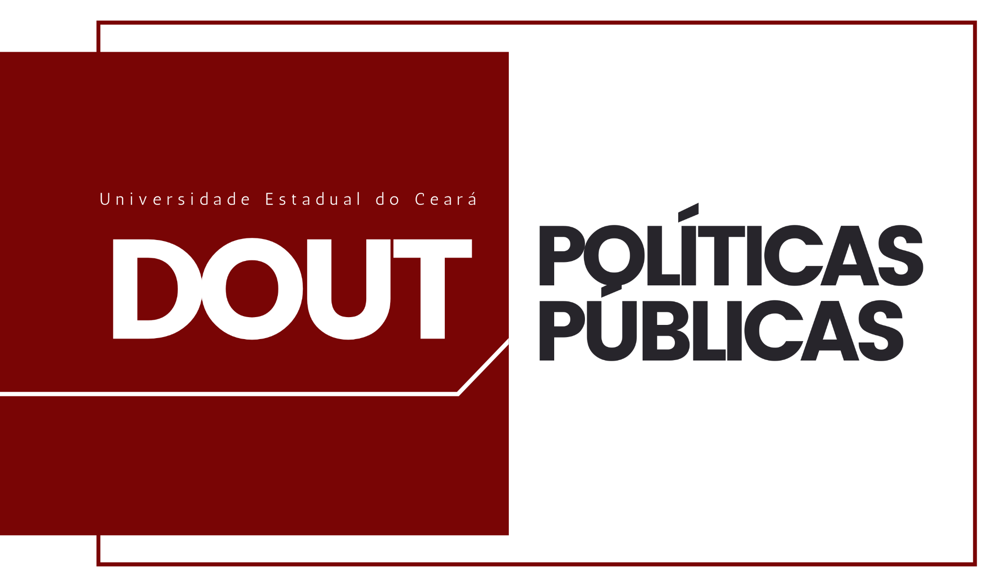 Universidade Estadual do Ceará
DOUT
POLÍTICAS
PÚBLICAS